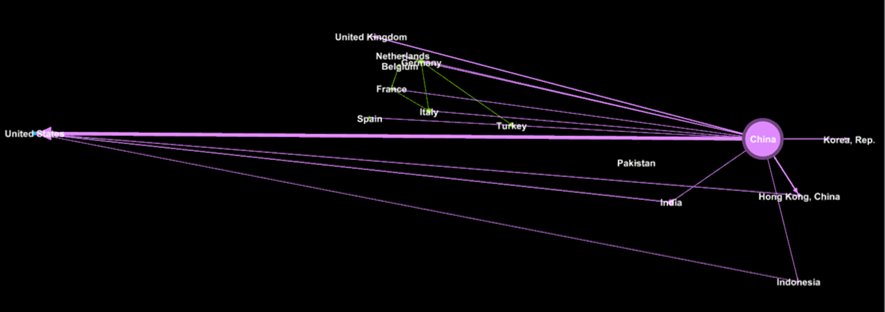 United Kingdom
Netherlands
Germany
Belgium
France
Italy
Spain
Turkey
United States
China
Korea, Rep.
Pakistan
Hong Kong, China
India
Indonesia